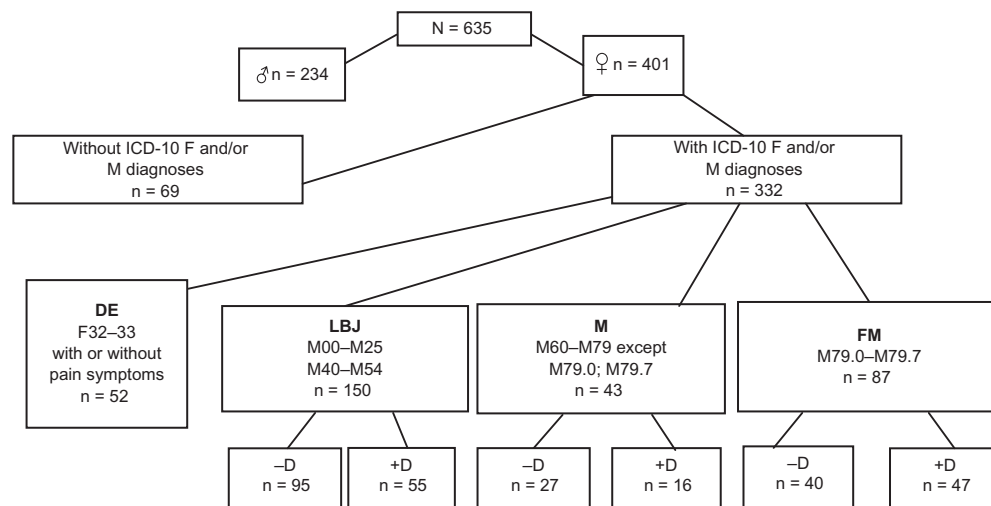 N = 635
♂ n = 234
♀ n = 401
Without ICD-10 F and/or
M diagnoses
n = 69
With ICD-10 F and/or
M diagnoses
n = 332
DE
F32–33
with or without
pain symptoms
n = 52
LBJ
M00–M25
M40–M54
n = 150
M
M60–M79 except
M79.0; M79.7
n = 43
FM
M79.0–M79.7
n = 87
–D
n = 95
+D
n = 55
–D
n = 27
+D
n = 16
–D
n = 40
+D
n = 47